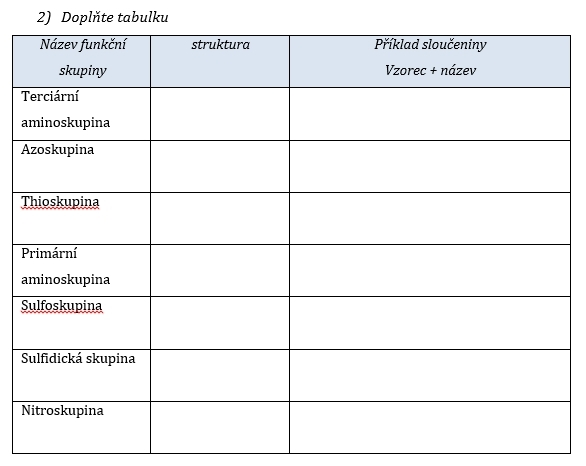 2) Doplňte tabulku
Název funkční
skupiny
struktura
Příklad sloučeniny
Vzorec + název
Terciární
aminoskupina
Azoskupina
Thioskupina
Primární
aminoskupina
Sulfoskupina
Sulfidická skupina
Nitroskupina